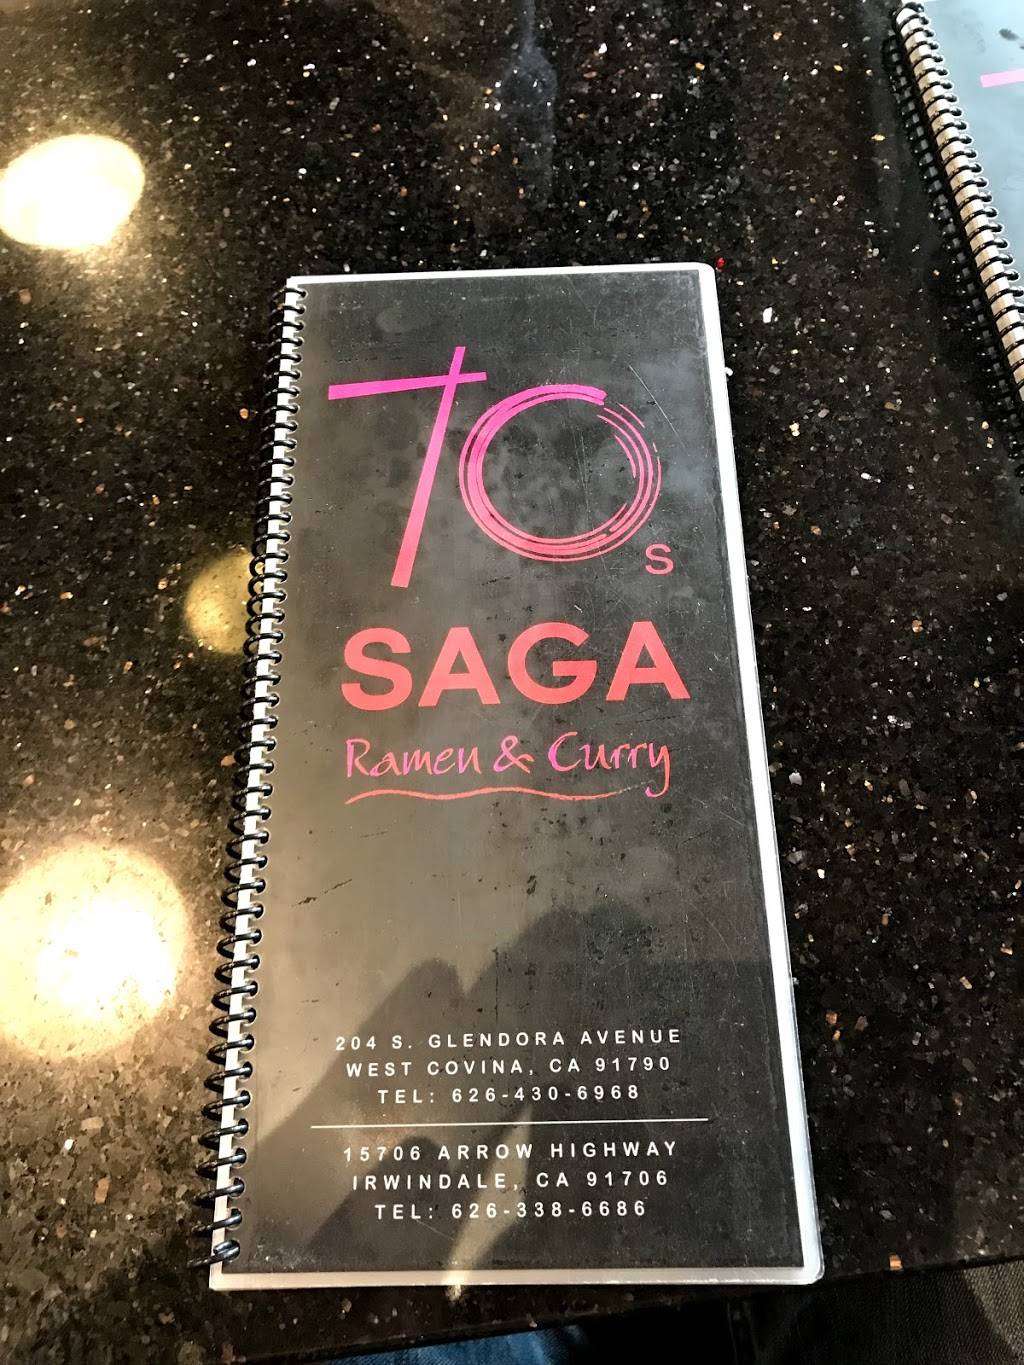 70s
SAGA
Ramen & Curry
204 S. GLENDORA AVENUE
WEST COVINA, CA 91790
TEL: 626-430-6968
15706 ARROW HIGHWAY
IRWINDALE, CA 91706
TEL: 626-338-6686